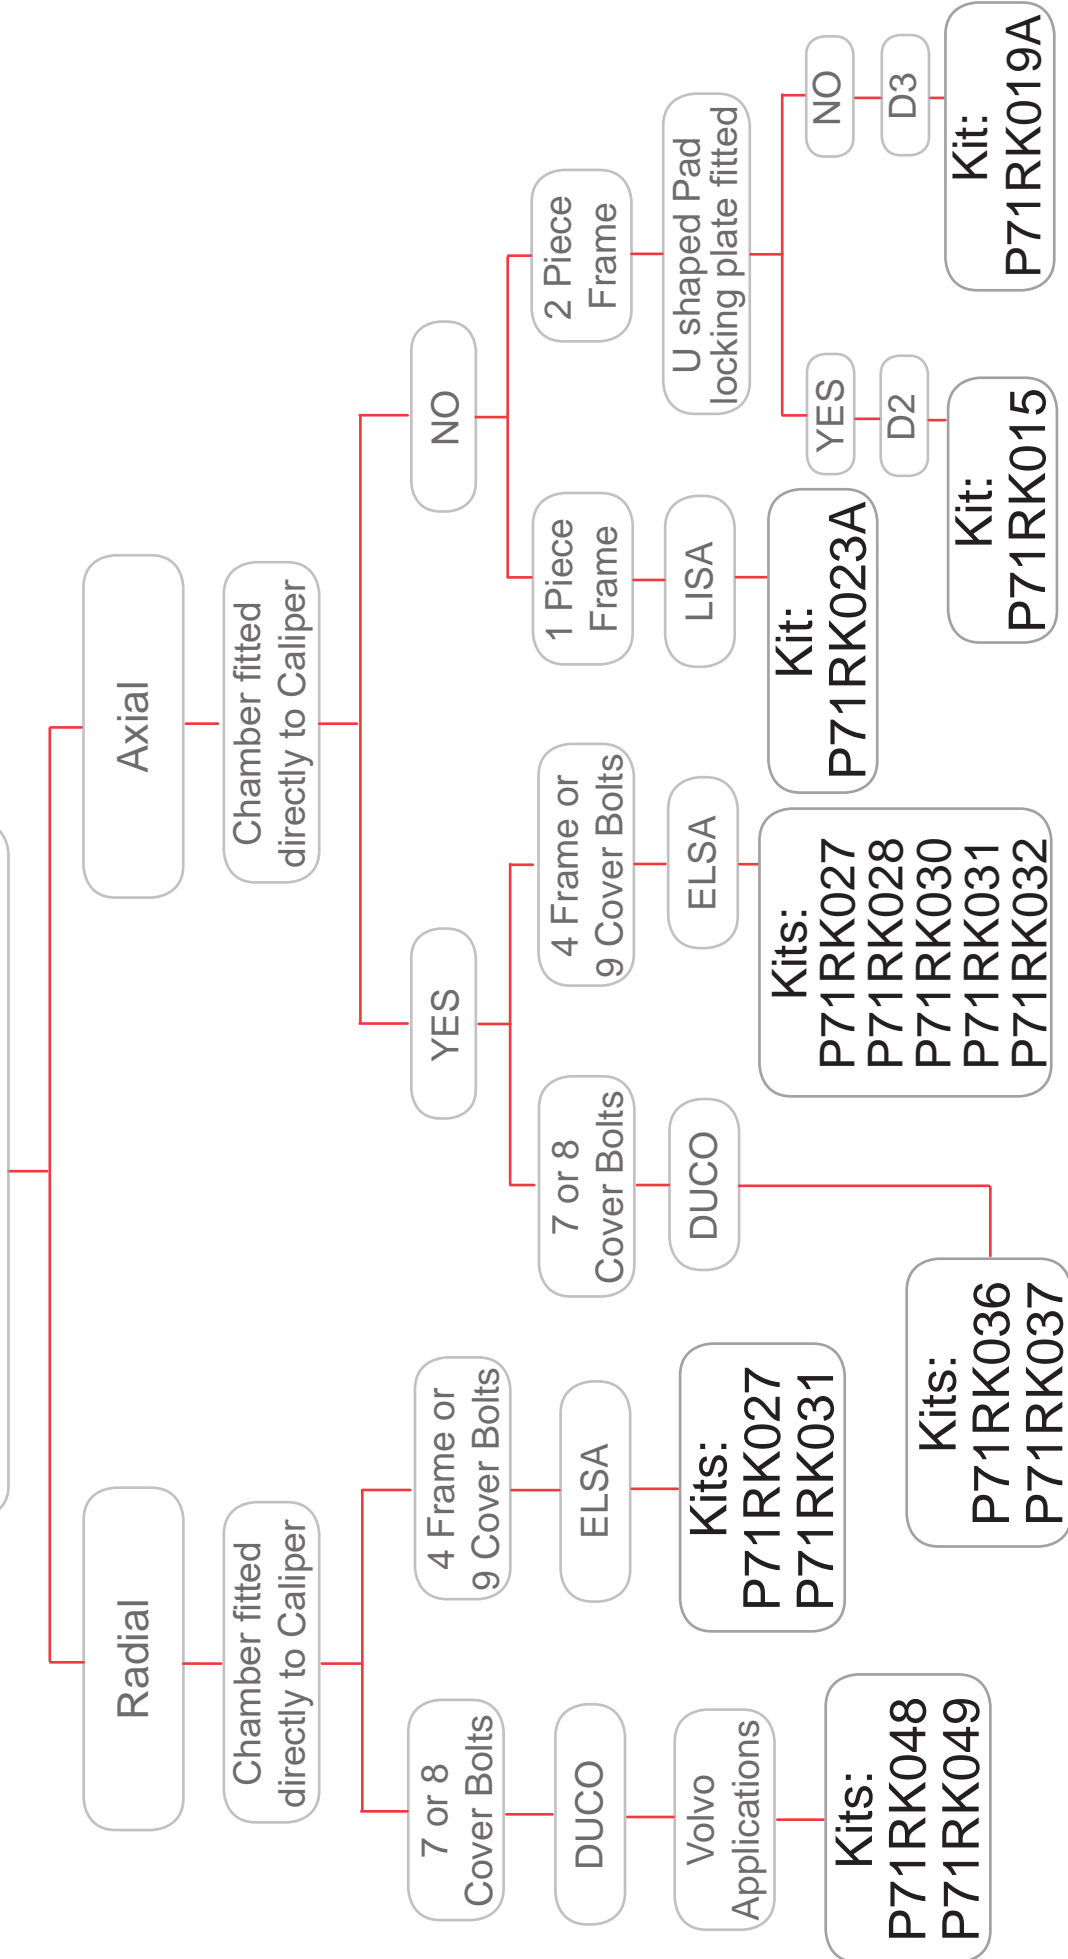 Radial
Axial
Chamber fitted
directly to Caliper
Chamber fitted
directly to Caliper
7 or 8
Cover Bolts
4 Frame or
9 Cover Bolts
YES
NO
DUCO
ELSA
7 or 8
Cover Bolts
4 Frame or
9 Cover Bolts
1 Piece
Frame
2 Piece
Frame
Volvo
Applications
Kits:
P71RK027
P71RK031
DUCO
ELSA
LISA
U shaped Pad
locking plate fitted
Kits:
P71RK048
P71RK049
Kits:
P71RK036
P71RK037
Kits:
P71RK027
P71RK028
P71RK030
P71RK031
P71RK032
Kit:
P71RK023A
YES
NO
D2
D3
Kit:
P71RK015
Kit:
P71RK019A